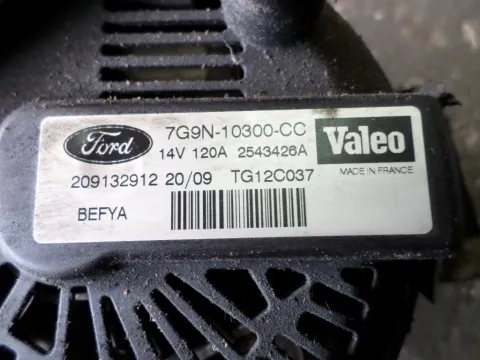 Ford 7G9N-10300-CC Valeo
14V 120A 2543426A MADE IN FRANCE
209132912 20/09 TG12C037
BEFYA